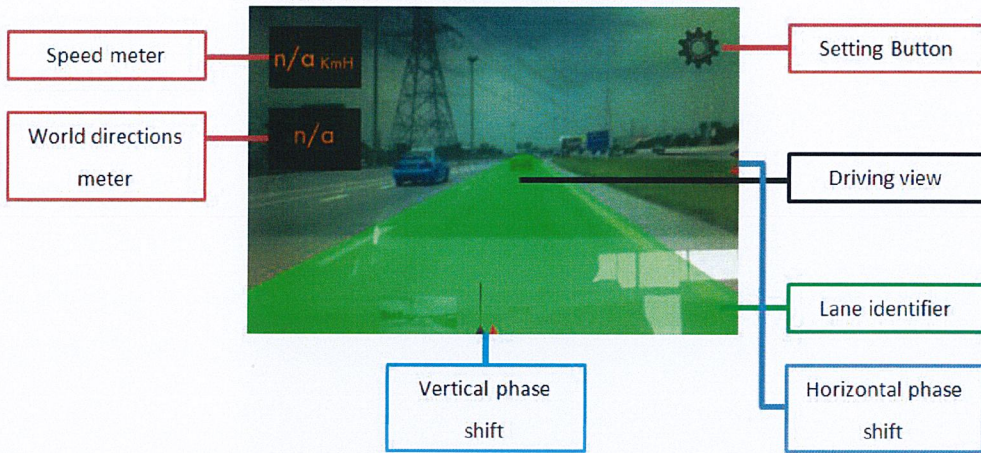 Speed meter
n/a KmH
Setting Button
World directions
meter
n/a
Driving view
Lane identifier
Vertical phase
shift
Horizontal phase
shift